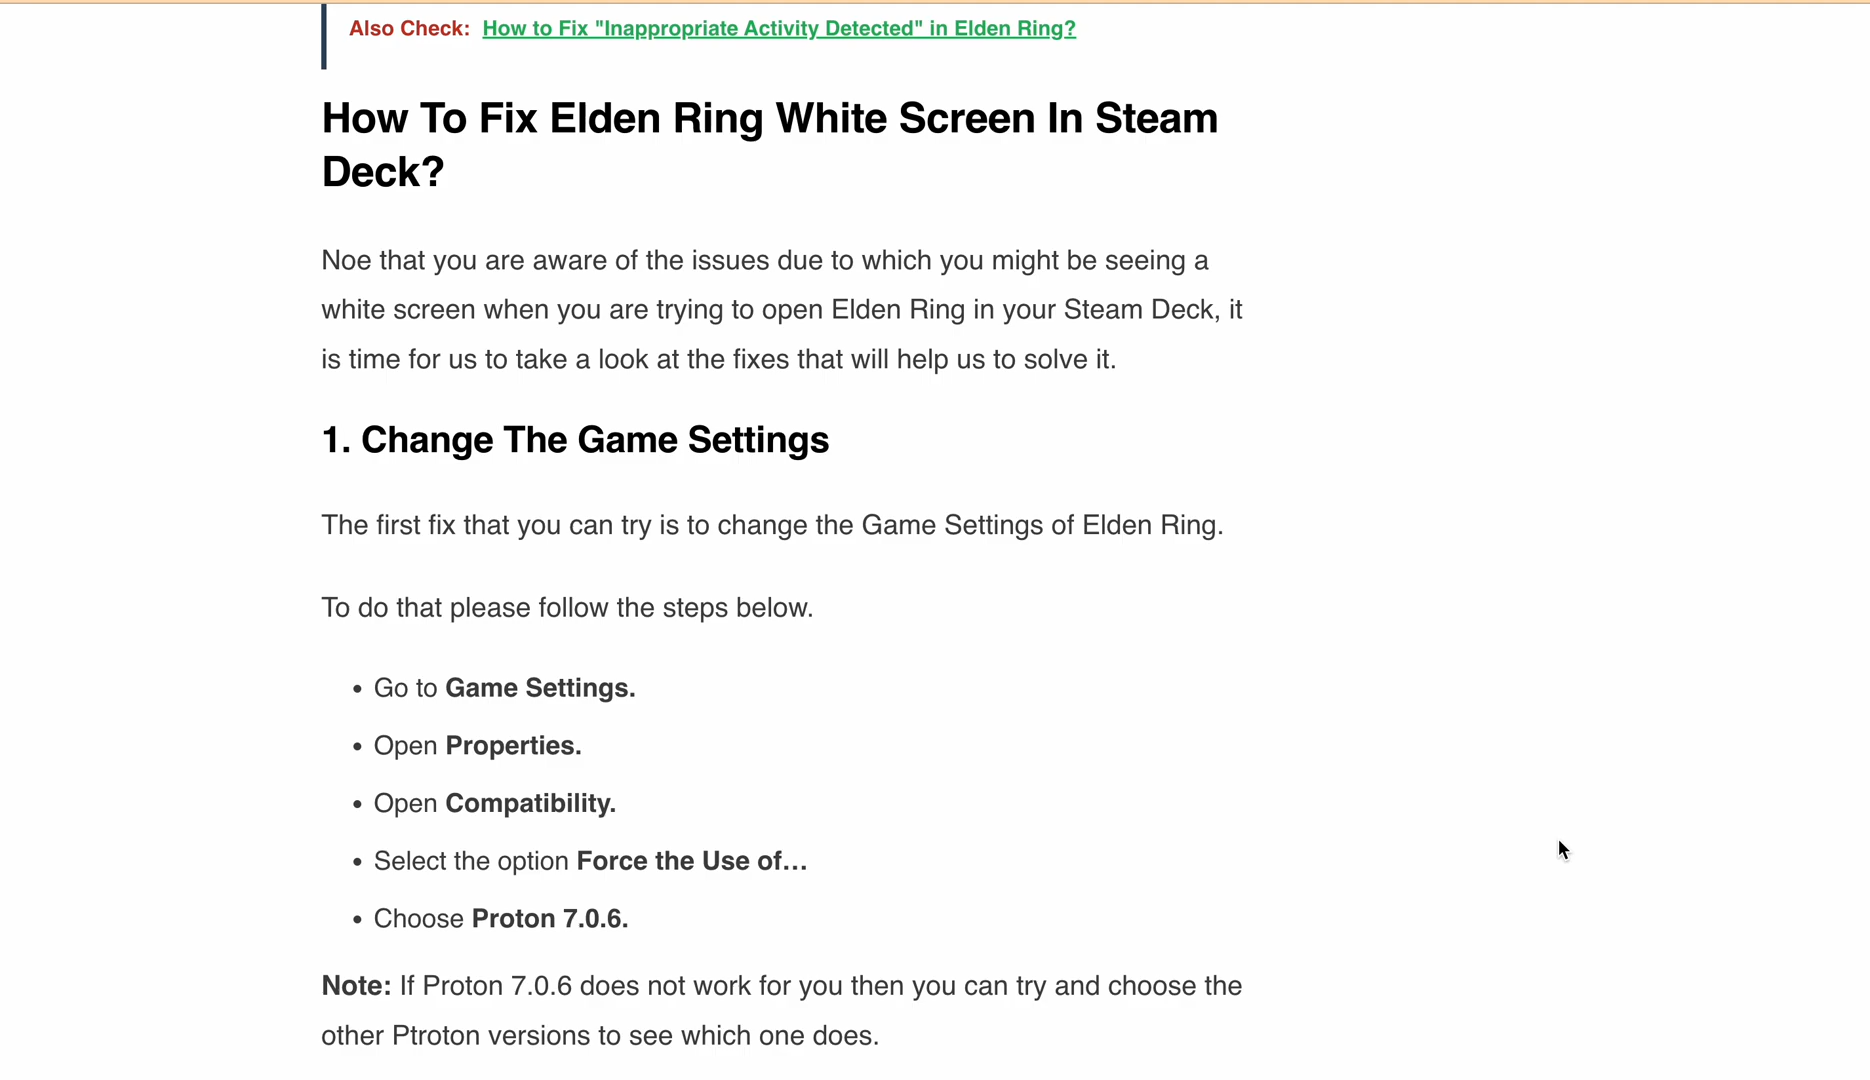 Also Check: How to Fix "Inappropriate Activity Detected" in Elden Ring?
How To Fix Elden Ring White Screen In Steam
Deck?
Noe that you are aware of the issues due to which you might be seeing a
white screen when you are trying to open Elden Ring in your Steam Deck, it
is time for us to take a look at the fixes that will help us to solve it.
1. Change The Game Settings
The first fix that you can try is to change the Game Settings of Elden Ring.
To do that please follow the steps below.
• Go to Game Settings.
• Open Properties.
• Open Compatibility.
• Select the option Force the Use of…
• Choose Proton 7.0.6.
Note: If Proton 7.0.6 does not work for you then you can try and choose the
other Ptroton versions to see which one does.